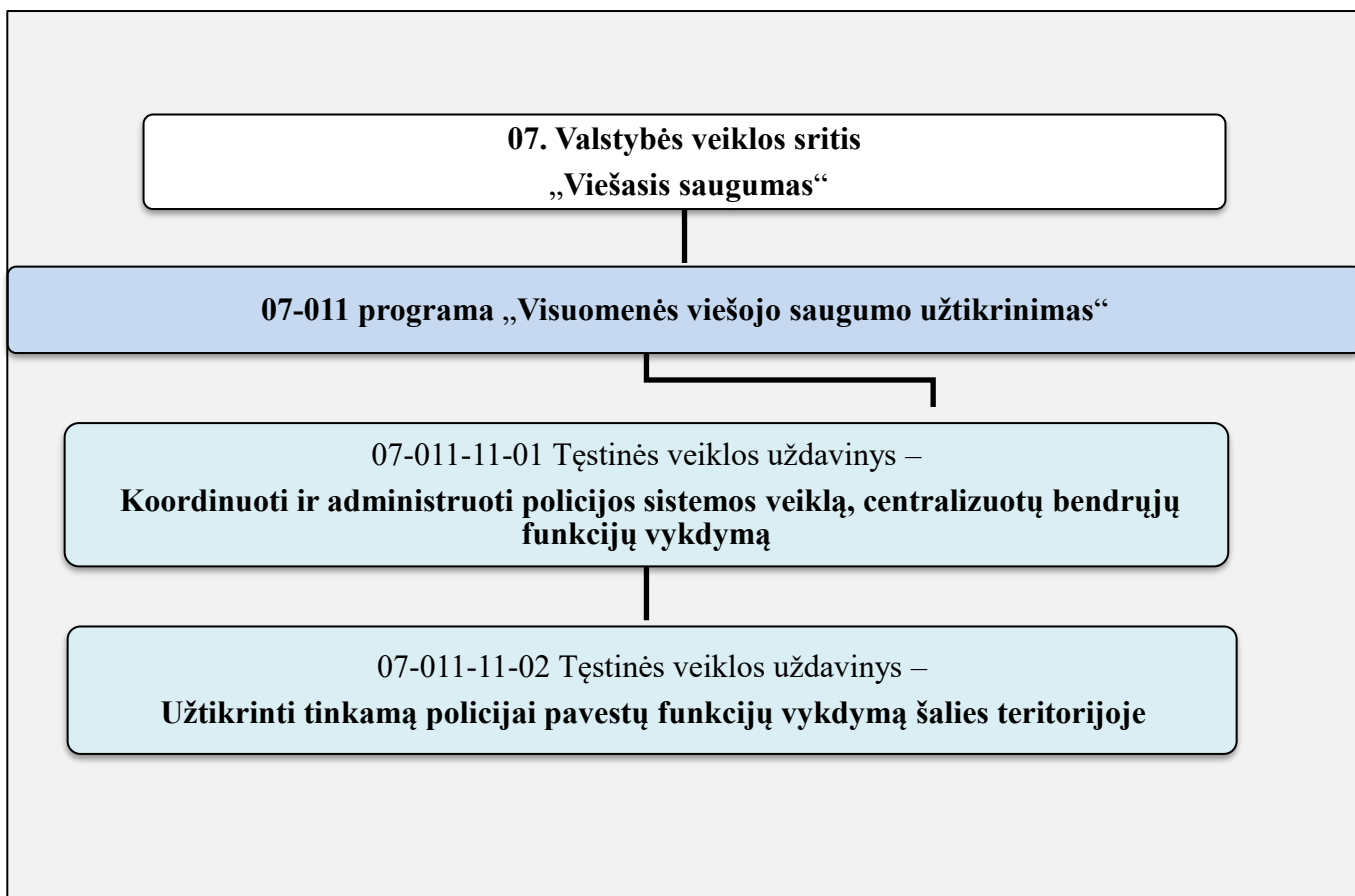 07. Valstybės veiklos sritis
„Viešasis saugumas“
07-011 programa „Visuomenės viešojo saugumo užtikrinimas“
07-011-11-01 Tęstinės veiklos uždavinys –
Koordinuoti ir administruoti policijos sistemos veiklą, centralizuotų bendrųjų
funkcijų vykdymą
07-011-11-02 Tęstinės veiklos uždavinys –
Užtikrinti tinkamą policijai pavestų funkcijų vykdymą šalies teritorijoje